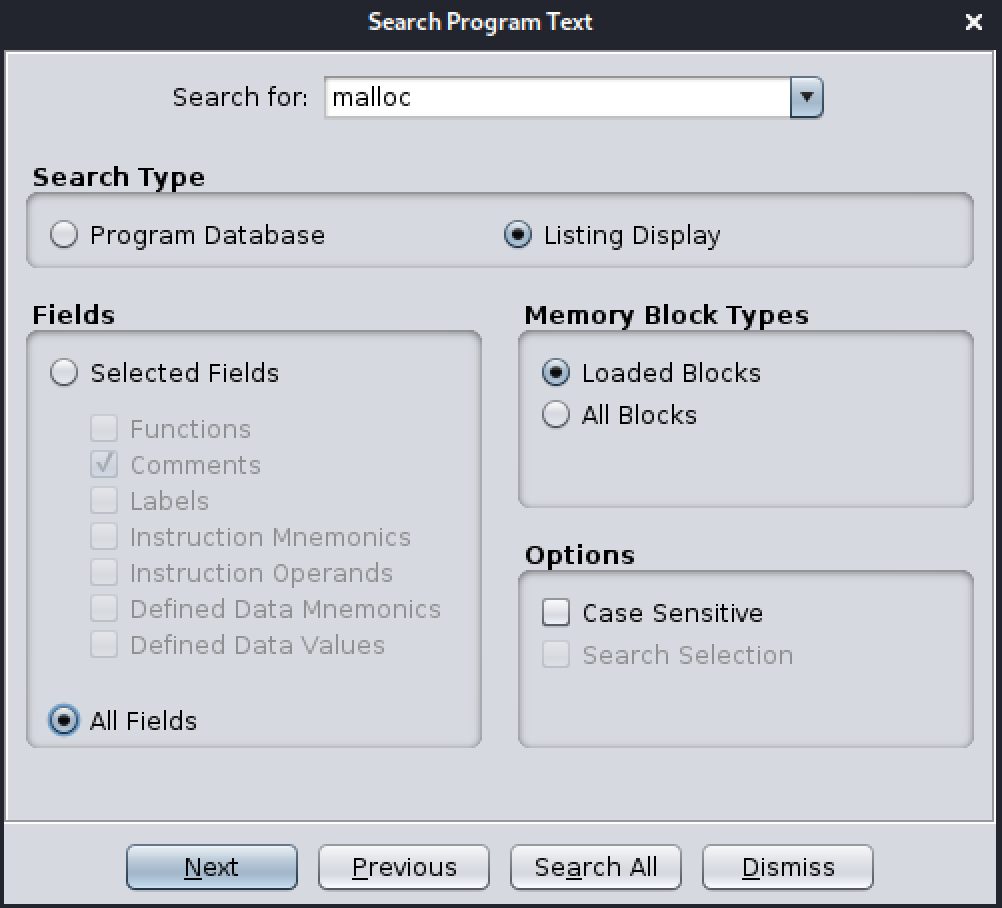 Search Program Text
Search for: malloc
Search Type
Program Database
Listing Display
Fields
Selected Fields
Functions
Comments
Labels
Instruction Mnemonics
Instruction Operands
Defined Data Mnemonics
Defined Data Values
All Fields
Memory Block Types
Loaded Blocks
All Blocks
Options
Case Sensitive
Search Selection
Next
Previous
Search All
Dismiss